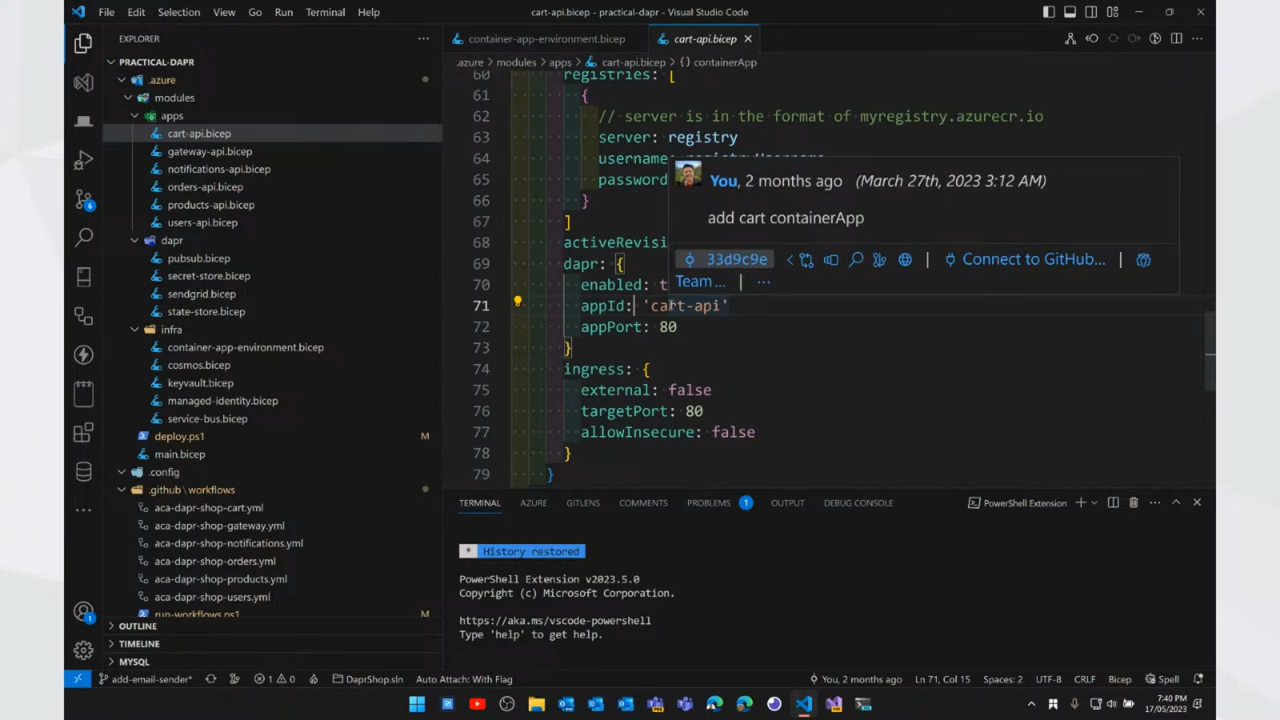 File Edit Selection View Go Run Terminal Help
cart-api.bicep - practical-dapr - Visual Studio Code
EXPLORER
PRACTICAL-DAPR
.azure
modules
apps
cart-api.bicep
gateway-api.bicep
notifications-api.bicep
orders-api.bicep
products-api.bicep
users-api.bicep
dapr
pubsub.bicep
secret-store.bicep
sendgrid.bicep
state-store.bicep
infra
container-app-environment.bicep
cosmos.bicep
keyvault.bicep
managed-identity.bicep
service-bus.bicep
deploy.ps1 M
main.bicep
.config
.github \ workflows
aca-dapr-shop-cart.yml
aca-dapr-shop-gateway.yml
aca-dapr-shop-notifications.yml
aca-dapr-shop-orders.yml
aca-dapr-shop-products.yml
aca-dapr-shop-users.yml
run-workflows.ps1 M
OUTLINE
TIMELINE
MYSQL
6
1
container-app-environment.bicep
cart-api.bicep
.azure > modules > apps > cart-api.bicep > {} containerApp
60 registries: [
61 {
62 // server is in the format of myregistry.azurecr.io
63 server: registry
64 username: registryUsername
65 password
66 }
67 ]
68 activeRevisi
69 dapr: {
70 enabled: t
71 appId: 'cart-api'
72 appPort: 80
73 }
74 ingress: {
75 external: false
76 targetPort: 80
77 allowInsecure: false
78 }
79 }
You, 2 months ago (March 27th, 2023 3:12 AM)
add cart containerApp
33d9c9e | Connect to GitHub... |
Team... | ...
TERMINAL AZURE GITLENS COMMENTS PROBLEMS 1 OUTPUT DEBUG CONSOLE
PowerShell Extension
* History restored
PowerShell Extension v2023.5.0
Copyright (c) Microsoft Corporation.
https://aka.ms/vscode-powershell
Type 'help' to get help.
add-email-sender* 1 0 DaprShop.sln Auto Attach: With Flag
You, 2 months ago Ln 71, Col 15 Spaces: 2 UTF-8 CRLF Bicep Spell
7:40 PM
17/05/2023